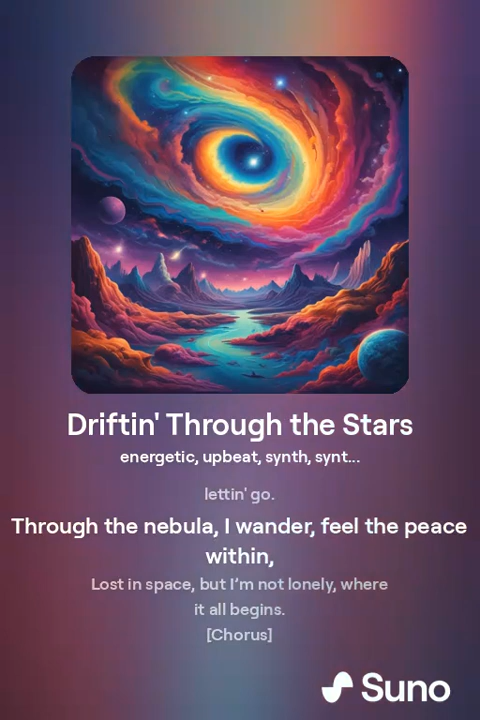 Driftin' Through the Stars
energetic, upbeat, synth, synt...
lettin' go.
Through the nebula, I wander, feel the peace
within,
Lost in space, but I’m not lonely, where
it all begins.
[Chorus]
Suno